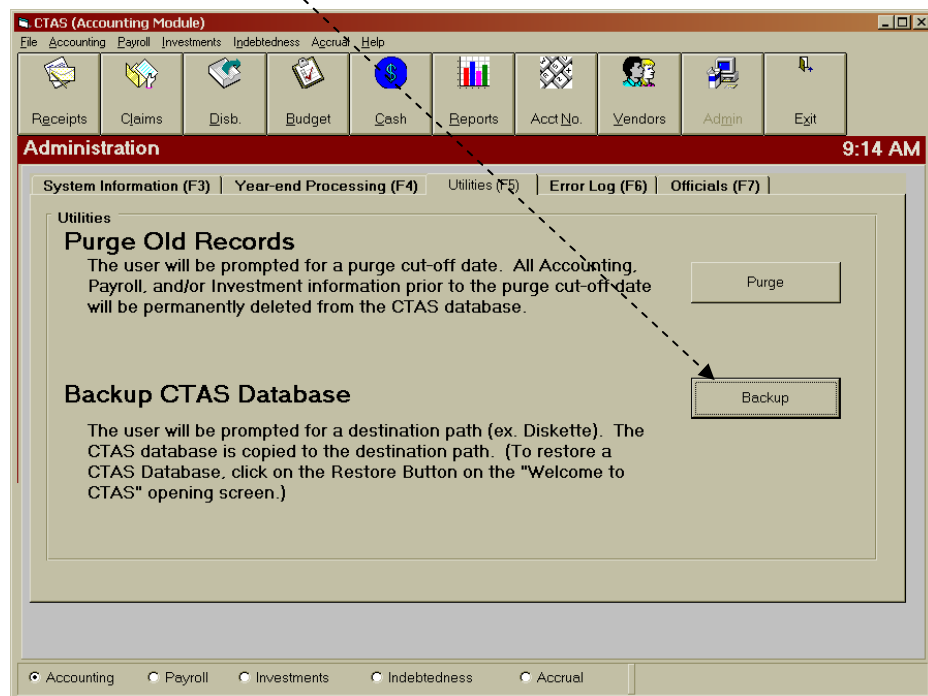 CTAS (Accounting Module)
File Accounting Payroll Investments Indebtedness Accrual Help
Receipts Claims Disb. Budget Cash Reports Acct No. Vendors Admin Exit
Administration 9:14 AM
System Information (F3) Year-end Processing (F4) Utilities (F5) Error Log (F6) Officials (F7)
Utilities
Purge Old Records
The user will be prompted for a purge cut-off date. All Accounting,
Payroll, and/or Investment information prior to the purge cut-off date
will be permanently deleted from the CTAS database.
Purge
Backup CTAS Database
Backup
The user will be prompted for a destination path (ex. Diskette). The
CTAS database is copied to the destination path. (To restore a
CTAS Database, click on the Restore Button on the "Welcome to
CTAS" opening screen.)
Accounting Payroll Investments Indebtedness Accrual